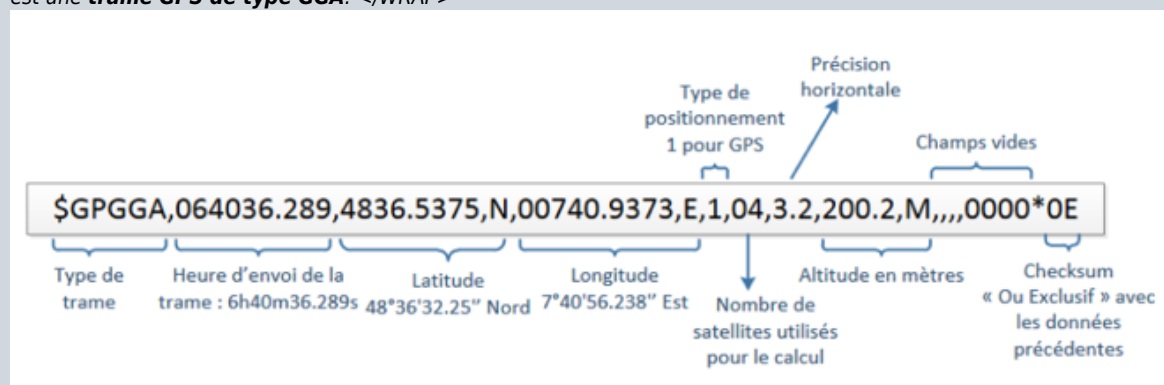 est une trame GPS de type GGA. </WRAP>
Précision
horizontale
Type de
positionnement
1 pour GPS
Champs vides
$GPGGA,064036.289,4836.5375,N,00740.9373,E,1,04,3.2,200.2,M,,,,0000*0E
Type de
trame
Heure d'envoi de la
trame : 6h40m36.289s
Latitude
48°36'32.25'' Nord
Longitude
7°40'56.238'' Est
Nombre de
satellites utilisés
pour le calcul
Altitude en mètres
Checksum
« Ou Exclusif » avec
les données
précédentes